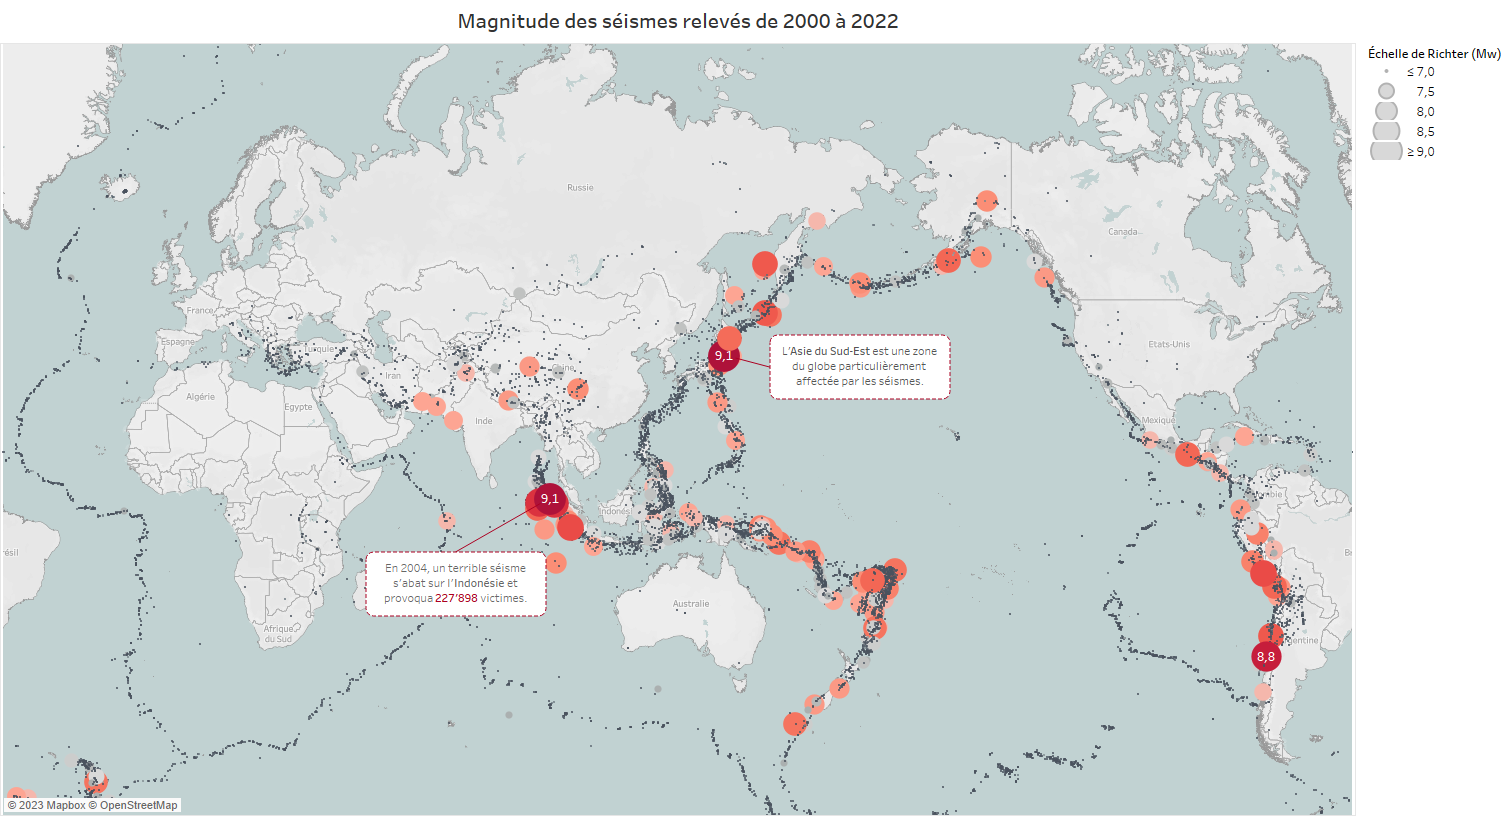 Magnitude des séismes relevés de 2000 à 2022
Échelle de Richter (Mw)
≤ 7,0
7,5
8,0
8,5
≥ 9,0
Russie
Canada
France
Espagne
Turquie
États-Unis
Iran
Chine
Algérie
Égypte
Inde
Mexique
9,1
L'Asie du Sud-Est est une zone
du globe particulièrement
affectée par les séismes.
9,1
Indonésie
En 2004, un terrible séisme
s'abat sur l'Indonésie et
provoqua 227'898 victimes.
Australie
Afrique
du Sud
8,8
© 2023 Mapbox © OpenStreetMap